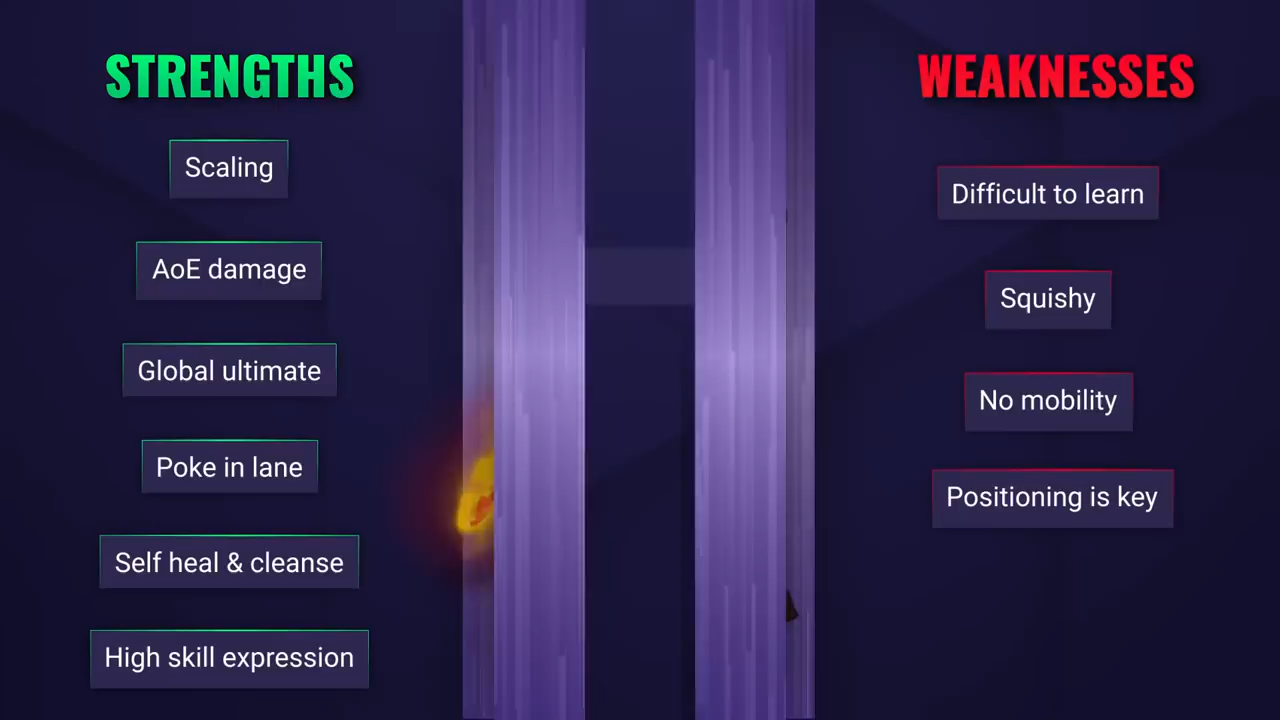 STRENGTHS
Scaling
AoE damage
Global ultimate
Poke in lane
Self heal & cleanse
High skill expression
WEAKNESSES
Difficult to learn
Squishy
No mobility
Positioning is key